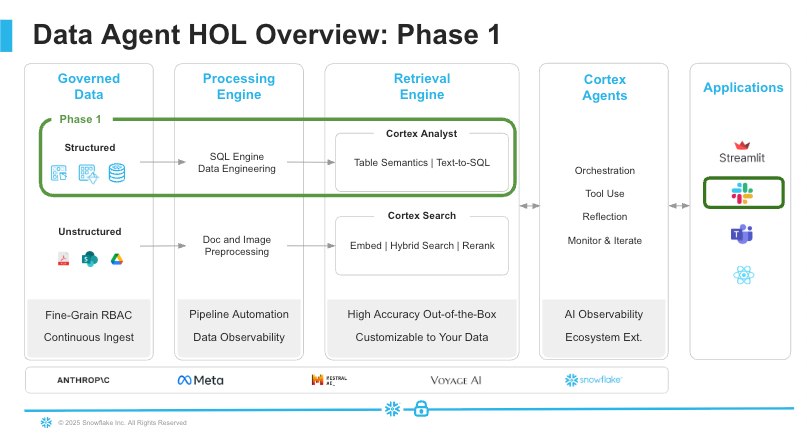 Data Agent HOL Overview: Phase 1
Governed
Data
Phase 1
Structured
Unstructured
Fine-Grain RBAC
Continuous Ingest
Processing
Engine
SQL Engine
Data Engineering
Doc and Image
Preprocessing
Pipeline Automation
Data Observability
Retrieval
Engine
Cortex Analyst
Table Semantics | Text-to-SQL
Cortex Search
Embed | Hybrid Search | Rerank
High Accuracy Out-of-the-Box
Customizable to Your Data
Cortex
Agents
Orchestration
Tool Use
Reflection
Monitor & Iterate
AI Observability
Ecosystem Ext.
Applications
Streamlit
ANTHROP\C
Meta
MISTRAL
AI_
VOYAGE AI
snowflake
© 2025 Snowflake Inc. All Rights Reserved